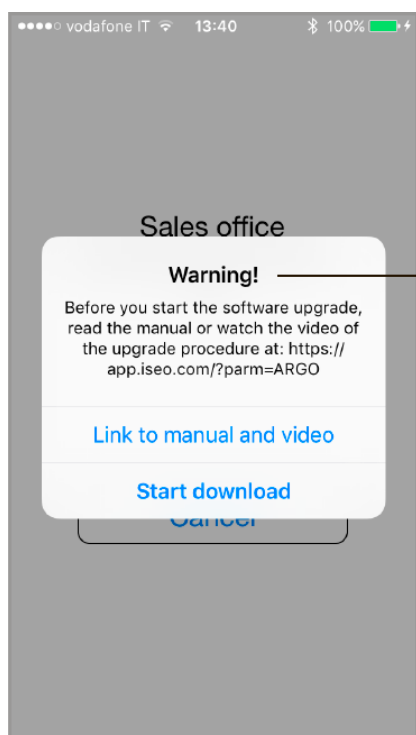 vodafone IT 13:40 100%
Sales office
Warning!
Before you start the software upgrade,
read the manual or watch the video of
the upgrade procedure at: https://
app.iseo.com/?parm=ARGO
Link to manual and video
Start download
Cancel